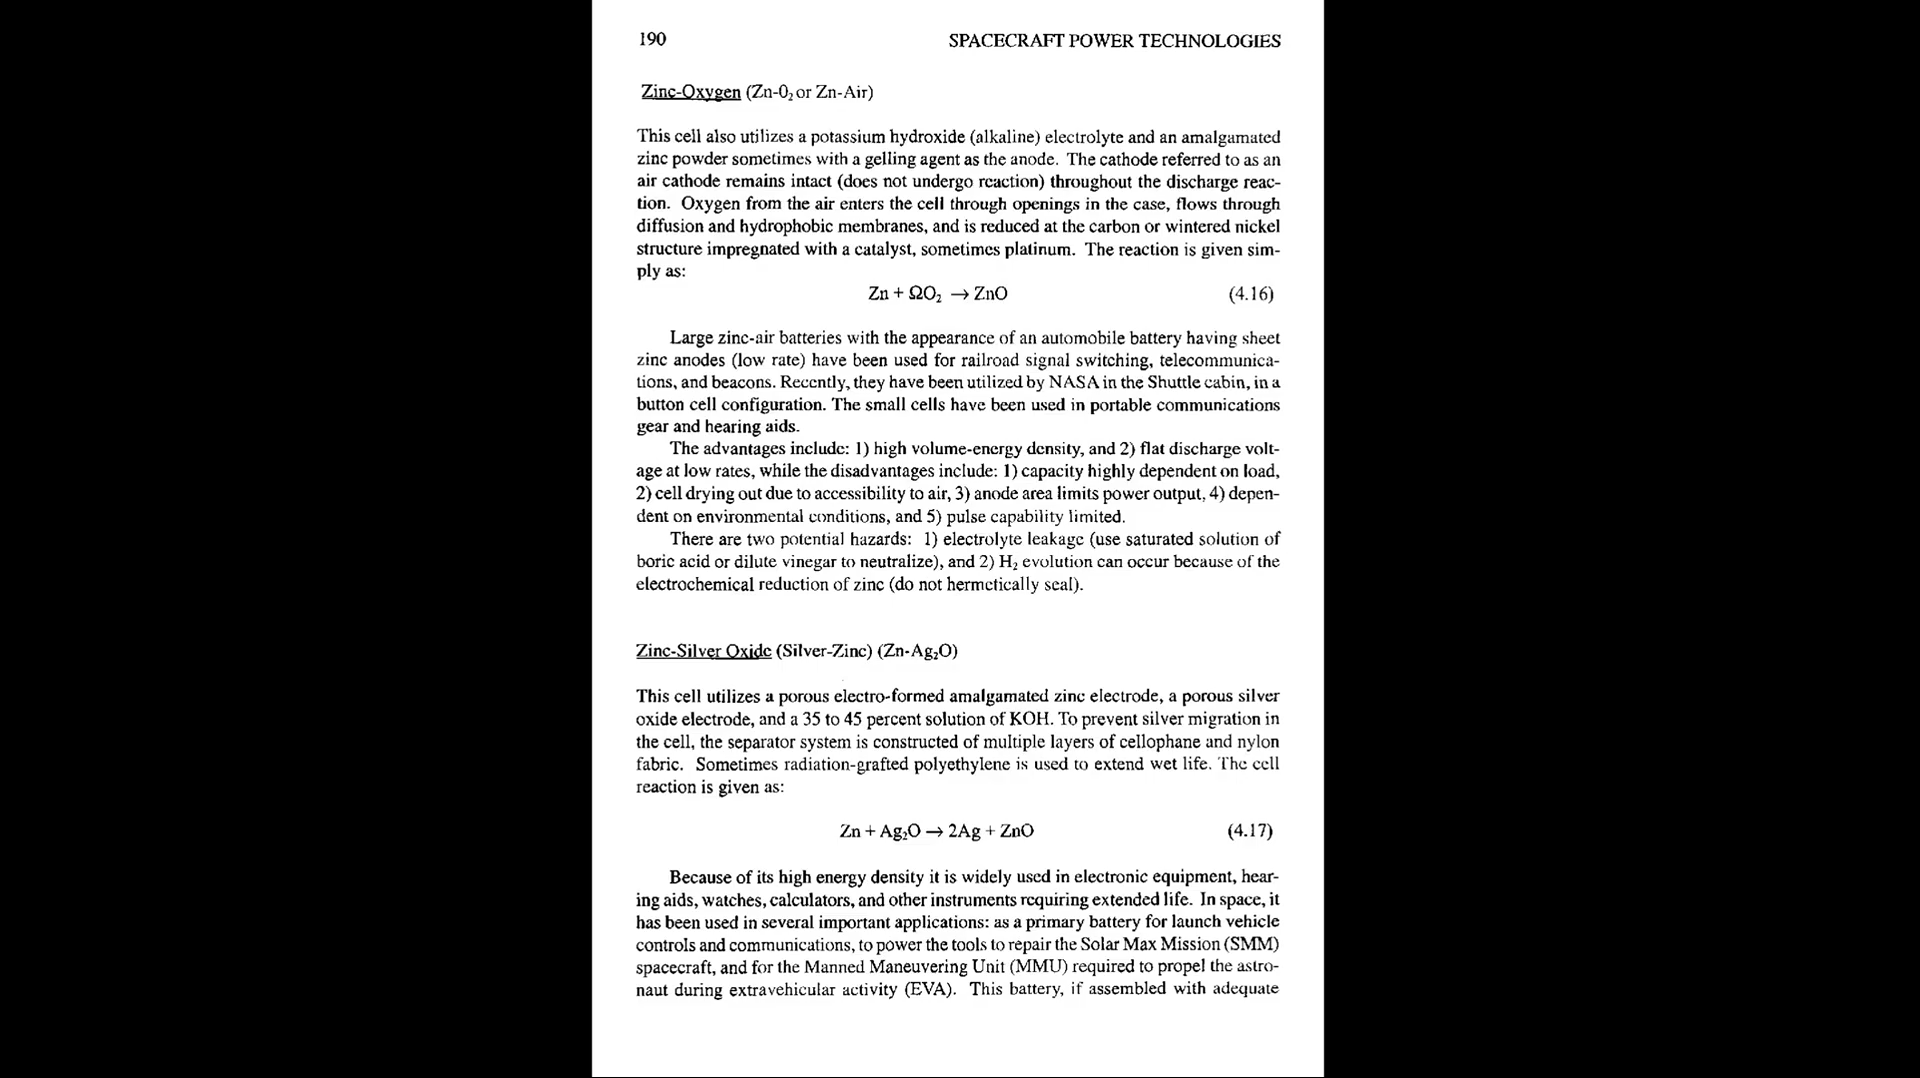 190 SPACECRAFT POWER TECHNOLOGIES
Zinc-Oxygen (Zn-0₂ or Zn-Air)
This cell also utilizes a potassium hydroxide (alkaline) electrolyte and an amalgamated
zinc powder sometimes with a gelling agent as the anode. The cathode referred to as an
air cathode remains intact (does not undergo reaction) throughout the discharge reac-
tion. Oxygen from the air enters the cell through openings in the case, flows through
diffusion and hydrophobic membranes, and is reduced at the carbon or wintered nickel
structure impregnated with a catalyst, sometimes platinum. The reaction is given sim-
ply as:
Zn + ΩO₂ → ZnO (4.16)
Large zinc-air batteries with the appearance of an automobile battery having sheet
zinc anodes (low rate) have been used for railroad signal switching, telecommunica-
tions, and beacons. Recently, they have been utilized by NASA in the Shuttle cabin, in a
button cell configuration. The small cells have been used in portable communications
gear and hearing aids.
The advantages include: 1) high volume-energy density, and 2) flat discharge volt-
age at low rates, while the disadvantages include: 1) capacity highly dependent on load,
2) cell drying out due to accessibility to air, 3) anode area limits power output, 4) depen-
dent on environmental conditions, and 5) pulse capability limited.
There are two potential hazards: 1) electrolyte leakage (use saturated solution of
boric acid or dilute vinegar to neutralize), and 2) H₂ evolution can occur because of the
electrochemical reduction of zinc (do not hermetically seal).
Zinc-Silver Oxide (Silver-Zinc) (Zn-Ag₂O)
This cell utilizes a porous electro-formed amalgamated zinc electrode, a porous silver
oxide electrode, and a 35 to 45 percent solution of KOH. To prevent silver migration in
the cell, the separator system is constructed of multiple layers of cellophane and nylon
fabric. Sometimes radiation-grafted polyethylene is used to extend wet life. The cell
reaction is given as:
Zn + Ag₂O → 2Ag + ZnO (4.17)
Because of its high energy density it is widely used in electronic equipment, hear-
ing aids, watches, calculators, and other instruments requiring extended life. In space, it
has been used in several important applications: as a primary battery for launch vehicle
controls and communications, to power the tools to repair the Solar Max Mission (SMM)
spacecraft, and for the Manned Maneuvering Unit (MMU) required to propel the astro-
naut during extravehicular activity (EVA). This battery, if assembled with adequate